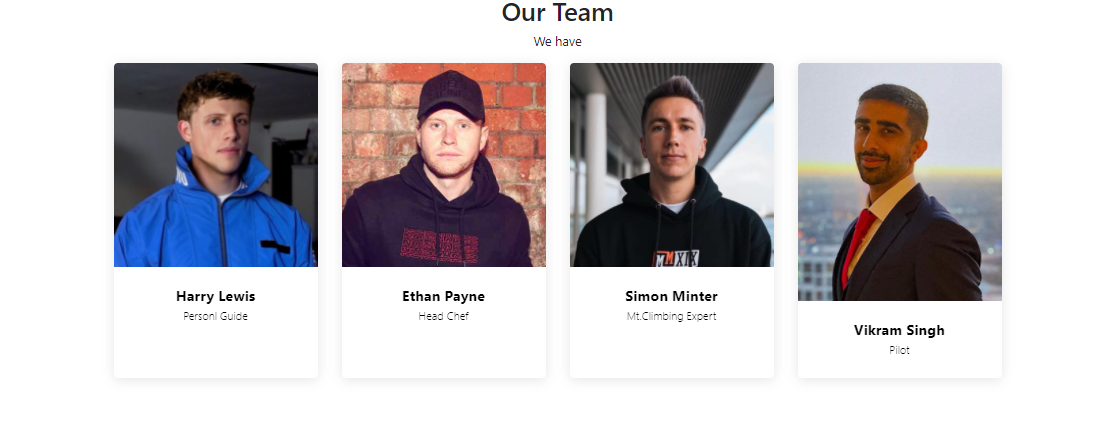 Our Team
We have
MMXIX
Harry Lewis
Personl Guide
Ethan Payne
Head Chef
Simon Minter
Mt.Climbing Expert
Vikram Singh
Pilot